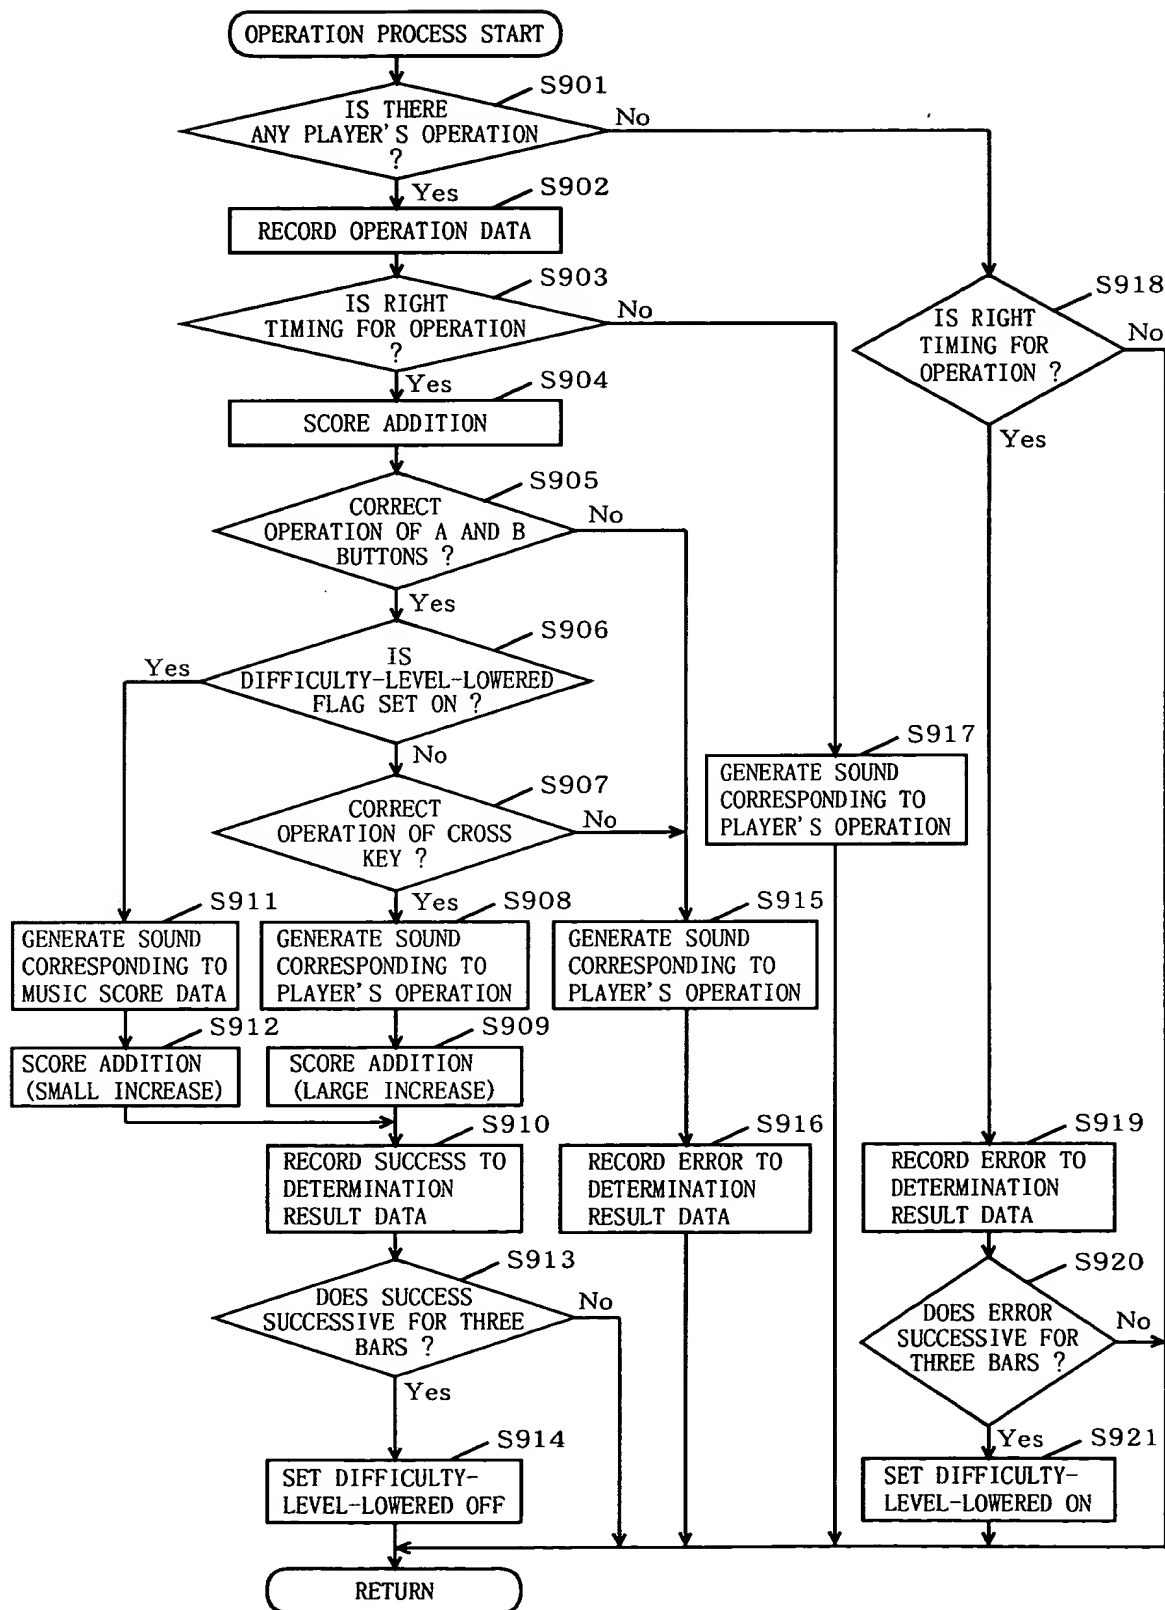 OPERATION PROCESS START
S901
IS THERE
ANY PLAYER'S OPERATION
?
No
Yes
S902
RECORD OPERATION DATA
S903
IS RIGHT
TIMING FOR OPERATION
?
No
Yes
S918
IS RIGHT
TIMING FOR
OPERATION ?
No
Yes
S904
SCORE ADDITION
S905
CORRECT
OPERATION OF A AND B
BUTTONS ?
No
Yes
S906
IS
DIFFICULTY-LEVEL-LOWERED
FLAG SET ON ?
Yes
No
S907
CORRECT
OPERATION OF CROSS
KEY ?
No
Yes
S917
GENERATE SOUND
CORRESPONDING TO
PLAYER'S OPERATION
S911
GENERATE SOUND
CORRESPONDING TO
MUSIC SCORE DATA
S908
GENERATE SOUND
CORRESPONDING TO
PLAYER'S OPERATION
S915
GENERATE SOUND
CORRESPONDING TO
PLAYER'S OPERATION
S912
SCORE ADDITION
(SMALL INCREASE)
S909
SCORE ADDITION
(LARGE INCREASE)
S910
RECORD SUCCESS TO
DETERMINATION
RESULT DATA
S916
RECORD ERROR TO
DETERMINATION
RESULT DATA
S919
RECORD ERROR TO
DETERMINATION
RESULT DATA
S913
DOES SUCCESS
SUCCESSIVE FOR THREE
BARS ?
No
Yes
S920
DOES ERROR
SUCCESSIVE FOR
THREE BARS ?
No
Yes
S914
SET DIFFICULTY-
LEVEL-LOWERED OFF
S921
SET DIFFICULTY-
LEVEL-LOWERED ON
RETURN